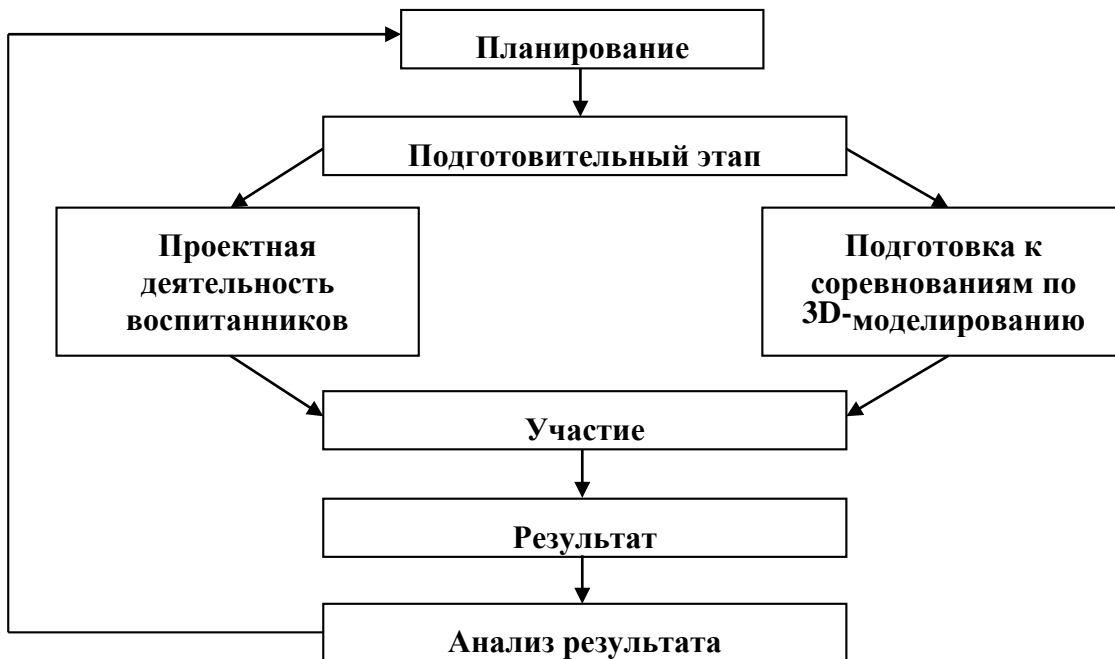 Планирование
Подготовительный этап
Проектная
деятельность
воспитанников
Подготовка к
соревнованиям по
3D-моделированию
Участие
Результат
Анализ результата